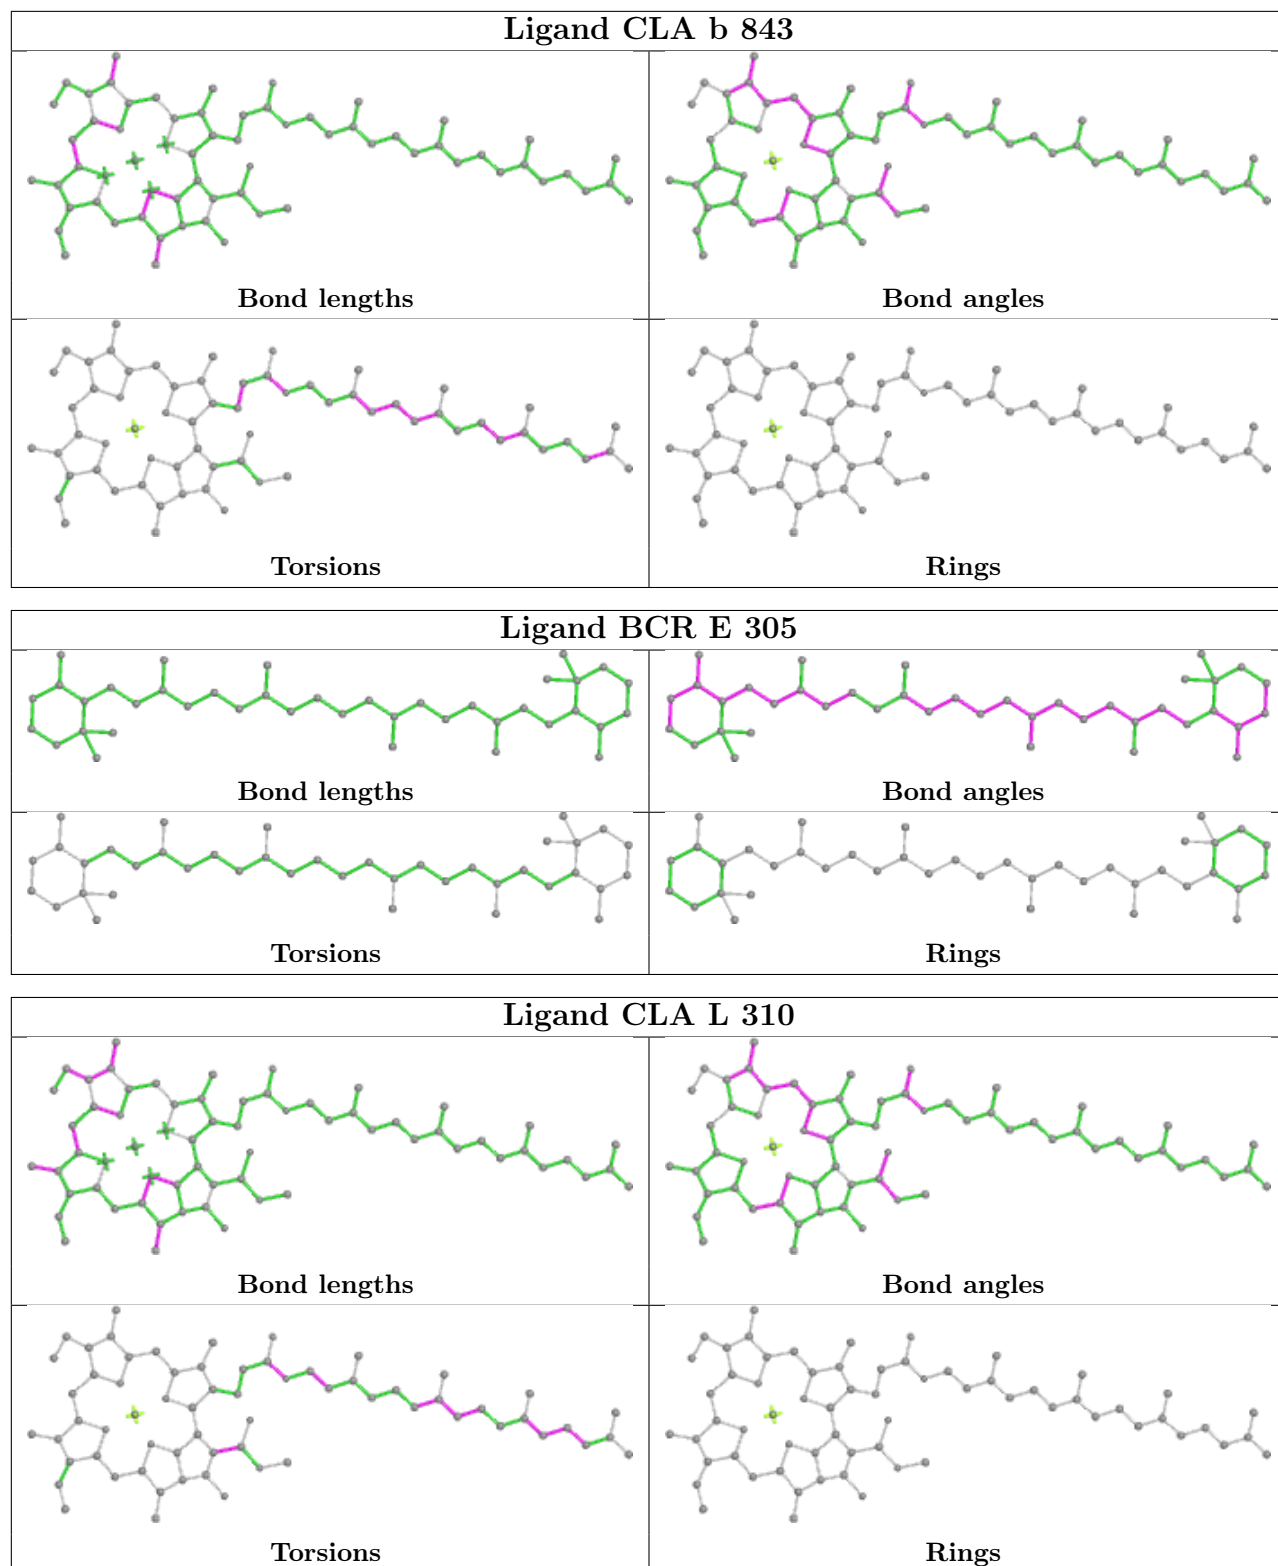 Ligand CLA b 843
Bond lengths
Bond angles
Torsions
Rings
Ligand BCR E 305
Bond lengths
Bond angles
Torsions
Rings
Ligand CLA L 310
Bond lengths
Bond angles
Torsions
Rings